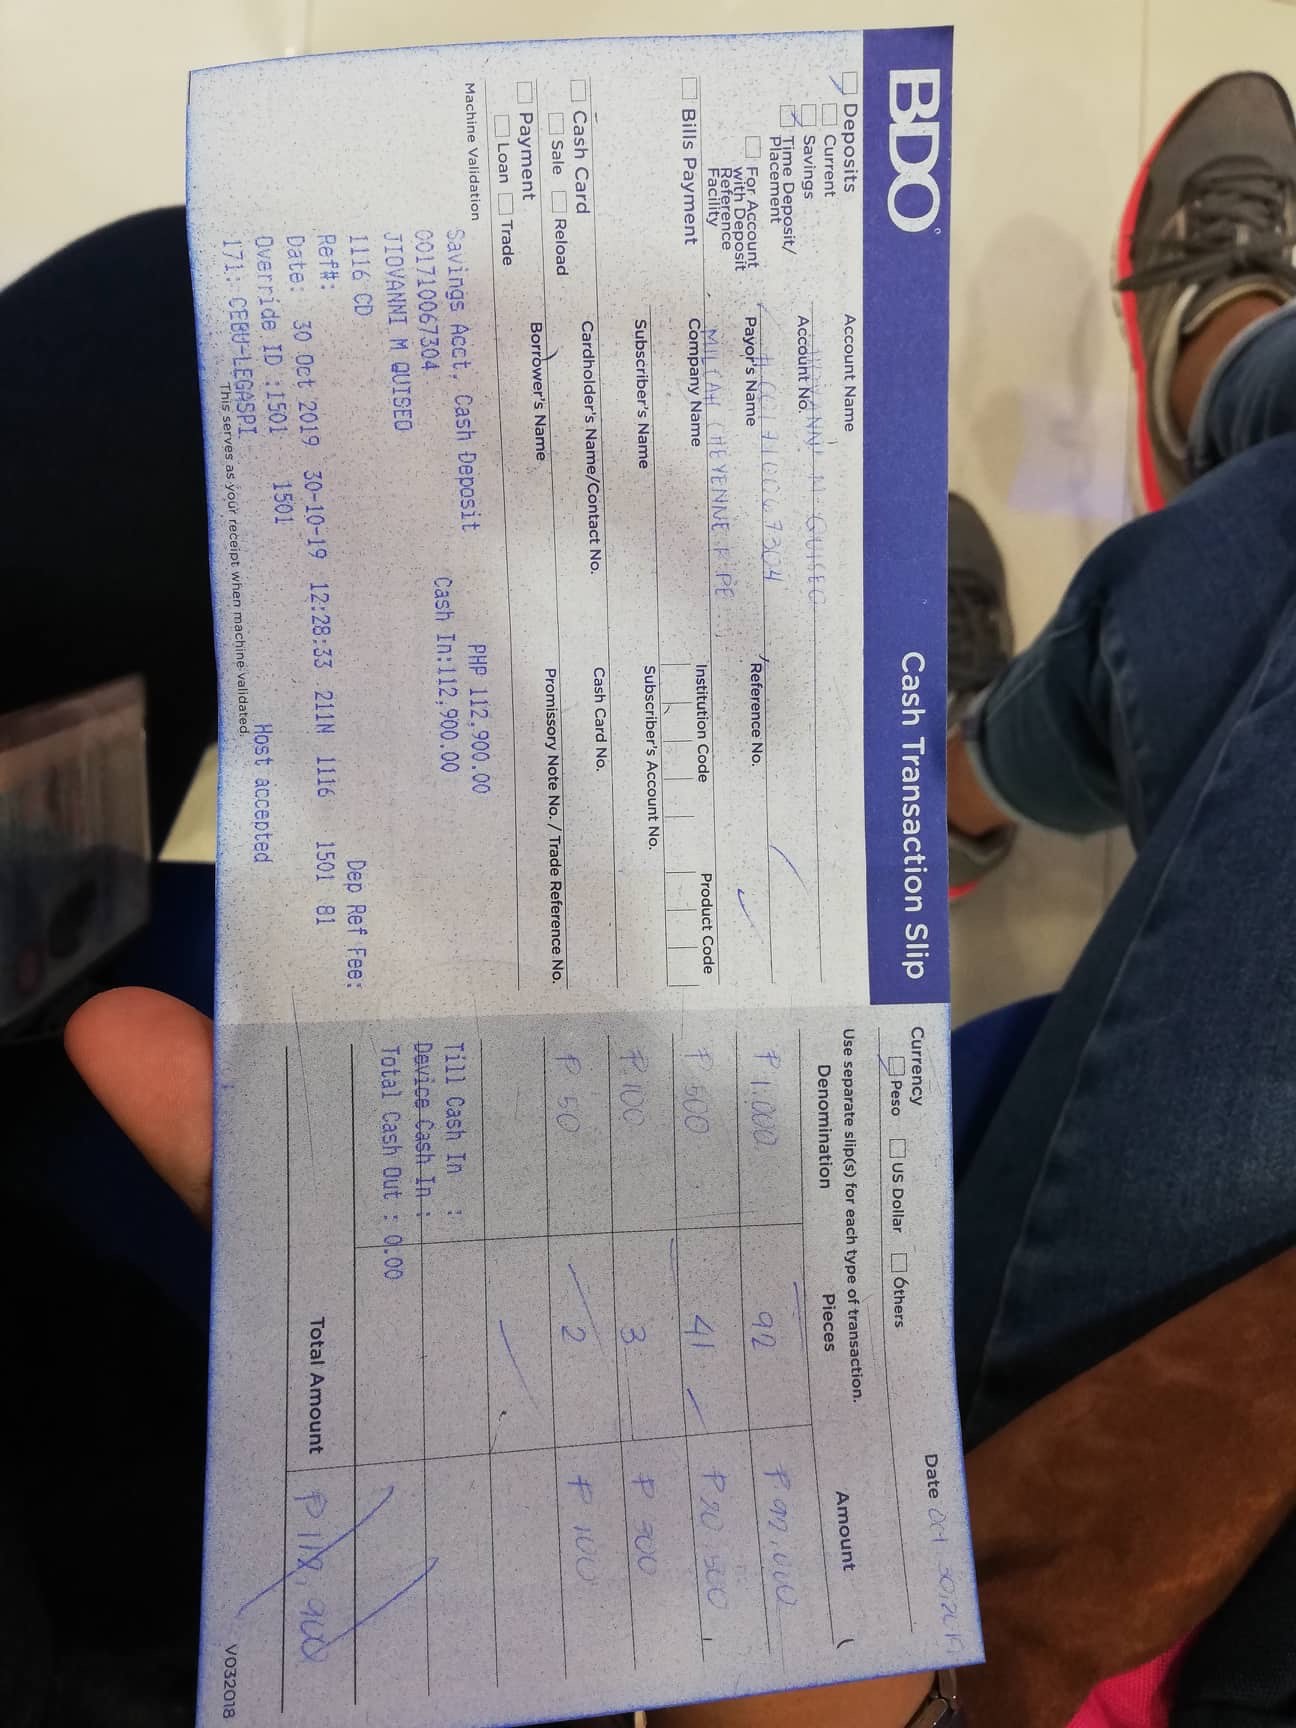 BDO
Cash Transaction Slip
Date Oct 30, 2019
Deposits
Current
Savings
Time Deposit/
Placement
For Account
with Deposit
Reference
Facility
Account Name
JIOVANNI M. QUISEO
Account No.
# 001710067304
Payor's Name
Reference No.
MILCAH CHEYENNE
Bills Payment
Company Name
Institution Code
Product Code
Subscriber's Name
Subscriber's Account No.
Cash Card
Sale
Reload
Cardholder's Name/Contact No.
Cash Card No.
Payment
Loan
Trade
Borrower's Name
Promissory Note No. / Trade Reference No.
Machine Validation
Savings Acct, Cash Deposit PHP 112,900.00
001710067304 Cash In:112,900.00
JIOVANNI M QUISEO
1116 CD Dep Ref Fee:
Ref#:
Date: 30 Oct 2019 30-10-19 12:28:33 211N 1116 1501 81
Override ID :1501 1501 Host accepted
171: CEBU-LEGASPI
This serves as your receipt when machine validated.
Currency
Peso
US Dollar
Others
Use separate slip(s) for each type of transaction.
Denomination Pieces Amount
₱ 1,000 92 ₱ 92,000
₱ 500 41 ₱ 20,500
₱ 100 3 ₱ 300
₱ 50 2 ₱ 100
Till Cash In :
Device Cash In :
Total Cash Out : 0.00
Total Amount ₱ 112,900
V032018